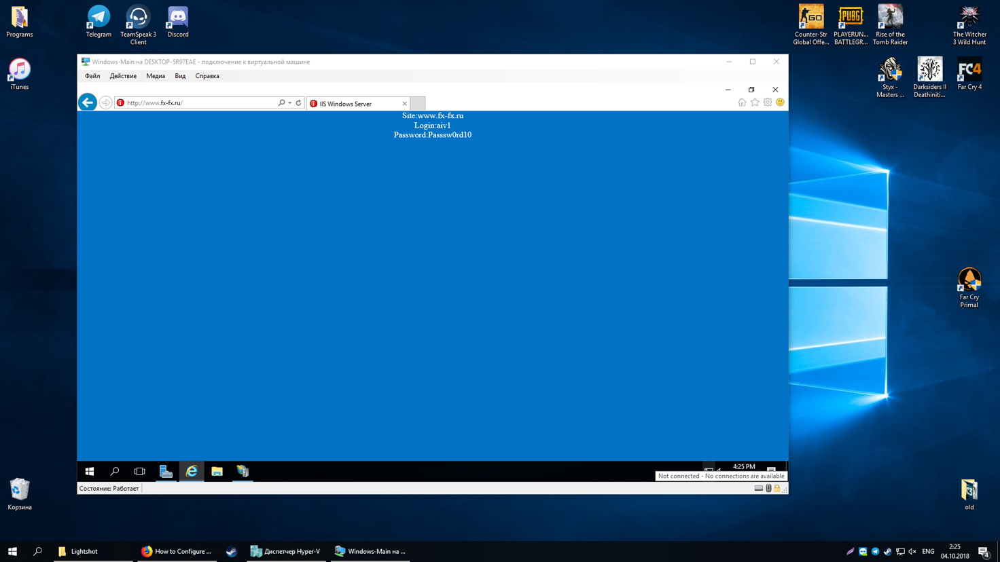 Programs
Telegram
TeamSpeak 3
Client
Discord
Counter-Str
Global Offe...
PLAYERUN...
BATTLEGR...
Rise of the
Tomb Raider
The Witcher
3 Wild Hunt
iTunes
Styx -
Masters ...
Darksiders II
Deathiniti...
Far Cry 4
Windows-Main на DESKTOP-5R97EAE - подключение к виртуальной машине
Файл Действие Медиа Вид Справка
http://www.fx-fx.ru/
IIS Windows Server
Site:www.fx-fx.ru
Login:aiv1
Password:Passsw0rd10
Far Cry
Primal
4:25 PM
Not connected - No connections are available
Состояние: Работает
Корзина
old
Lightshot
How to Configure ...
Диспетчер Hyper-V
Windows-Main на ...
ENG
2:25
04.10.2018
4
GO
PUBG
FC4